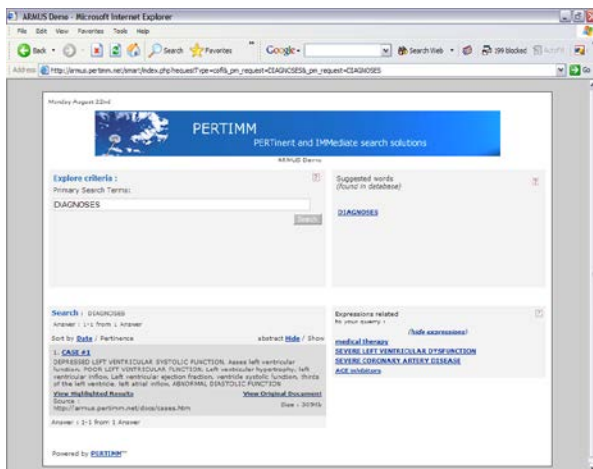 ARMUS Demo - Microsoft Internet Explorer
File Edit View Favorites Tools Help
Back Search Favorites Google Search Web 199 blocked
Address http://armus.pertimm.net/smart/index.php?requestType=cofl&_pm_request=DIAGNOSES&_pm_request=DIAGNOSES Go
Monday August 22nd
PERTIMM
PERTinent and IMMediate search solutions
ARMUS Demo
Explore criteria :
Primary Search Terms:
DIAGNOSES
Search
Suggested words
(found in database)
DIAGNOSES
Search : DIAGNOSES
Answer : 1-1 from 1 Answer
Sort by Date / Pertinence abstract Hide / Show
1. CASE #1
DEPRESSED LEFT VENTRICULAR SYSTOLIC FUNCTION, Asses left ventricular
function, POOR LEFT VENTRICULAR FUNCTION, Left ventricular hypertrophy, left
ventricular inflow, Left ventricular ejection fraction, ventricle systolic function, thirds
of the left ventricle, left atrial inflow, ABNORMAL DIASTOLIC FUNCTION
View Highlighted Results View Original Document
Source :
http://armus.pertimm.net/docs/cases.htm Size :
Answer : 1-1 from 1 Answer
Expressions related
to your query :
(hide expressions)
medical therapy
SEVERE LEFT VENTRICULAR DYSFUNCTION
SEVERE CORONARY ARTERY DISEASE
ACE inhibitors
Powered by PERTIMM™